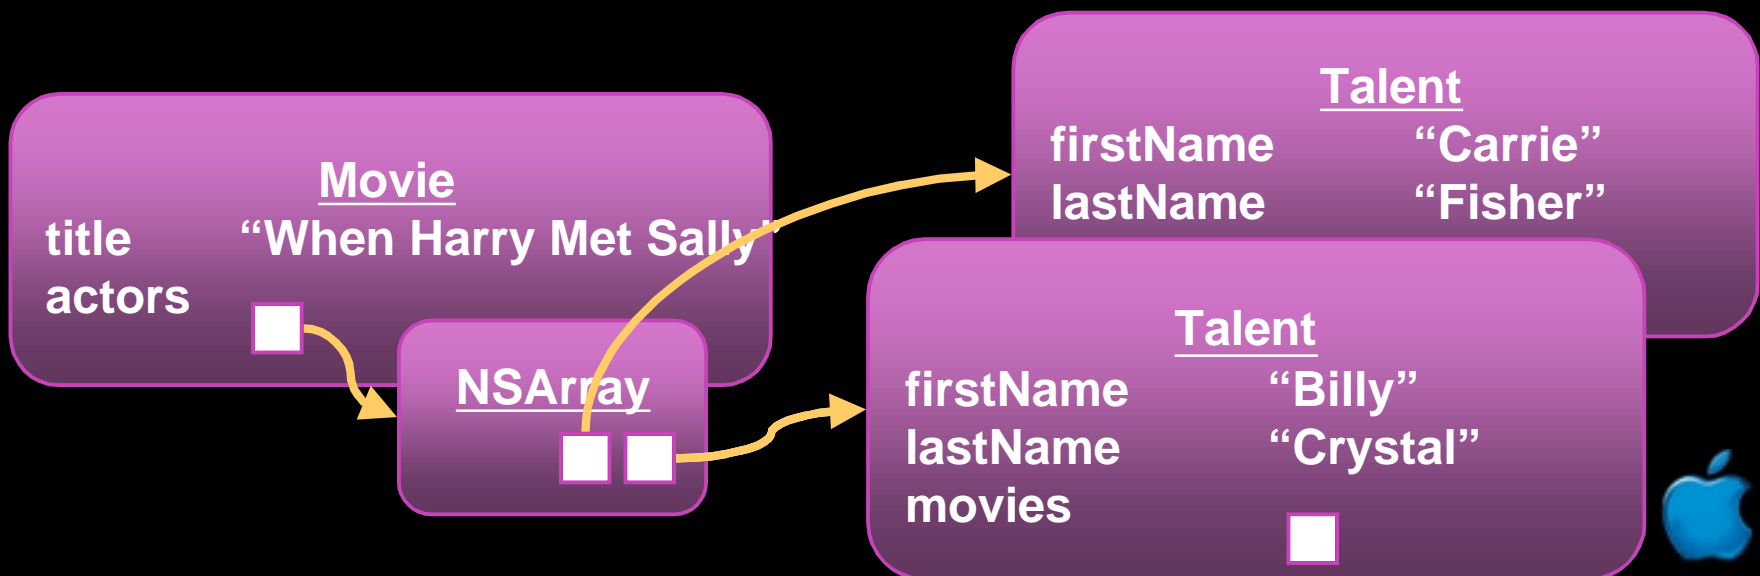 Movie
title “When Harry Met Sally”
actors
NSArray
Talent
firstName “Carrie”
lastName “Fisher”
Talent
firstName “Billy”
lastName “Crystal”
movies